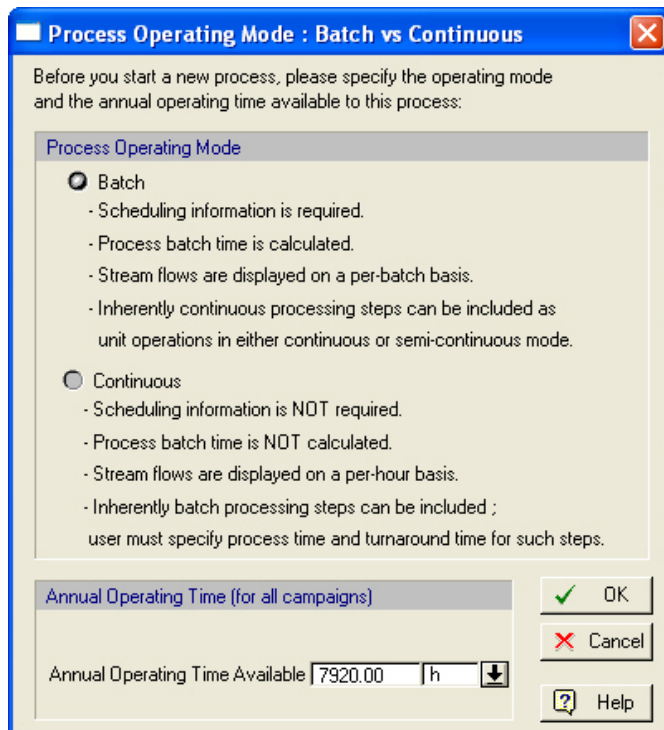 Process Operating Mode : Batch vs Continuous
Before you start a new process, please specify the operating mode
and the annual operating time available to this process:
Process Operating Mode
Batch
- Scheduling information is required.
- Process batch time is calculated.
- Stream flows are displayed on a per-batch basis.
- Inherently continuous processing steps can be included as
unit operations in either continuous or semi-continuous mode.
Continuous
- Scheduling information is NOT required.
- Process batch time is NOT calculated.
- Stream flows are displayed on a per-hour basis.
- Inherently batch processing steps can be included ;
user must specify process time and turnaround time for such steps.
Annual Operating Time (for all campaigns)
Annual Operating Time Available 7920.00 h
OK
Cancel
Help